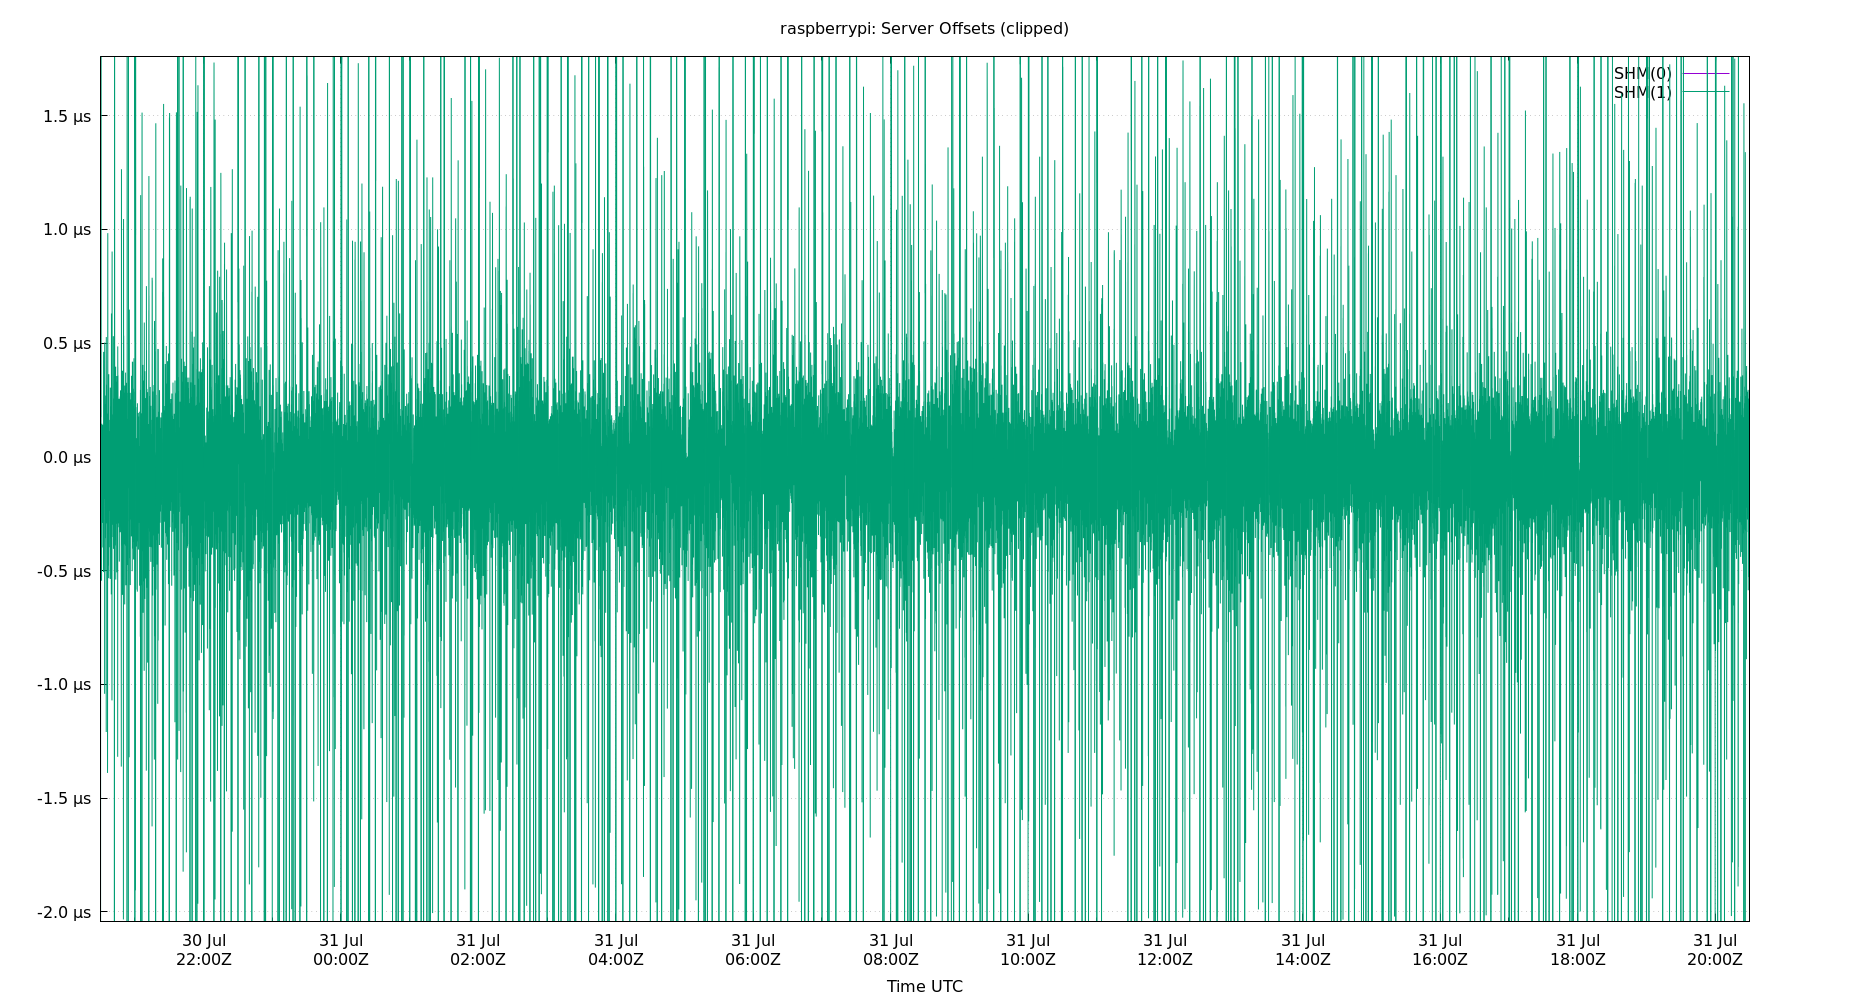 raspberrypi: Server Offsets (clipped)
SHM(0)
SHM(1)
1.5 µs
1.0 µs
0.5 µs
0.0 µs
-0.5 µs
-1.0 µs
-1.5 µs
-2.0 µs
30 Jul 31 Jul 31 Jul 31 Jul 31 Jul 31 Jul 31 Jul 31 Jul 31 Jul 31 Jul 31 Jul 31 Jul
22:00Z 00:00Z 02:00Z 04:00Z 06:00Z 08:00Z 10:00Z 12:00Z 14:00Z 16:00Z 18:00Z 20:00Z
Time UTC